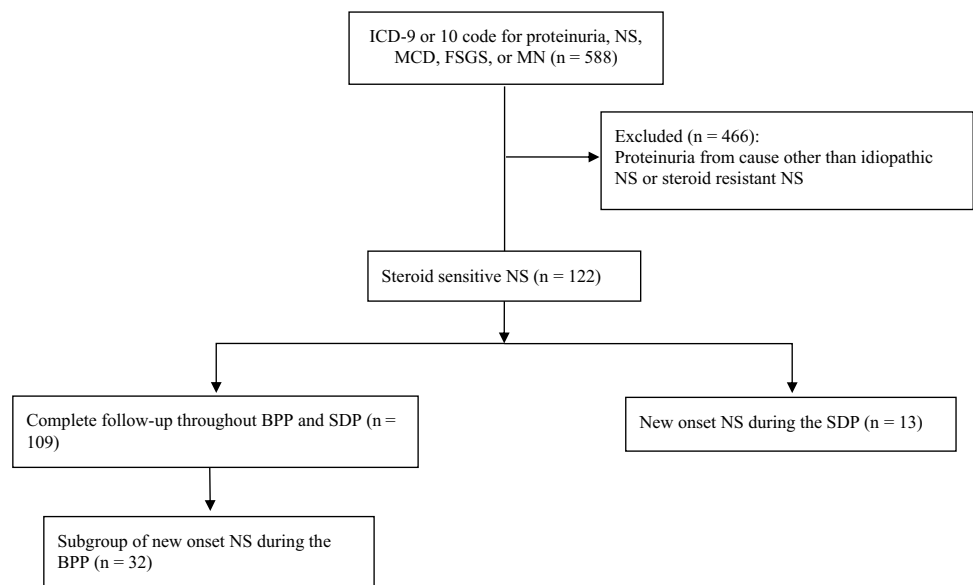 ICD-9 or 10 code for proteinuria, NS,
MCD, FSGS, or MN (n = 588)
Excluded (n = 466):
Proteinuria from cause other than idiopathic
NS or steroid resistant NS
Steroid sensitive NS (n = 122)
Complete follow-up throughout BPP and SDP (n =
109)
New onset NS during the SDP (n = 13)
Subgroup of new onset NS during the
BPP (n = 32)